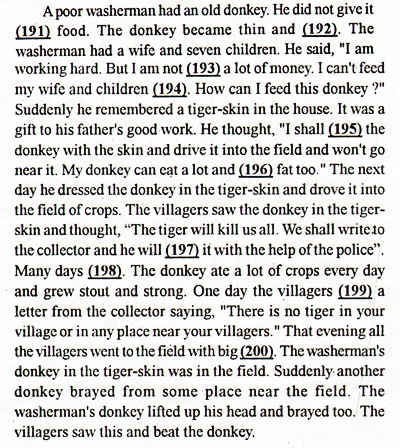 A poor washerman had an old donkey. He did not give it
(191) food. The donkey became thin and (192). The
washerman had a wife and seven children. He said, "I am
working hard. But I am not (193) a lot of money. I can't feed
my wife and children (194). How can I feed this donkey ?"
Suddenly he remembered a tiger-skin in the house. It was a
gift to his father's good work. He thought, "I shall (195) the
donkey with the skin and drive it into the field and won't go
near it. My donkey can eat a lot and (196) fat too." The next
day he dressed the donkey in the tiger-skin and drove it into
the field of crops. The villagers saw the donkey in the tiger-
skin and thought, "The tiger will kill us all. We shall write to
the collector and he will (197) it with the help of the police".
Many days (198). The donkey ate a lot of crops every day
and grew stout and strong. One day the villagers (199) a
letter from the collector saying, "There is no tiger in your
village or in any place near your villagers." That evening all
the villagers went to the field with big (200). The washerman's
donkey in the tiger-skin was in the field. Suddenly another
donkey brayed from some place near the field. The
washerman's donkey lifted up his head and brayed too. The
villagers saw this and beat the donkey.